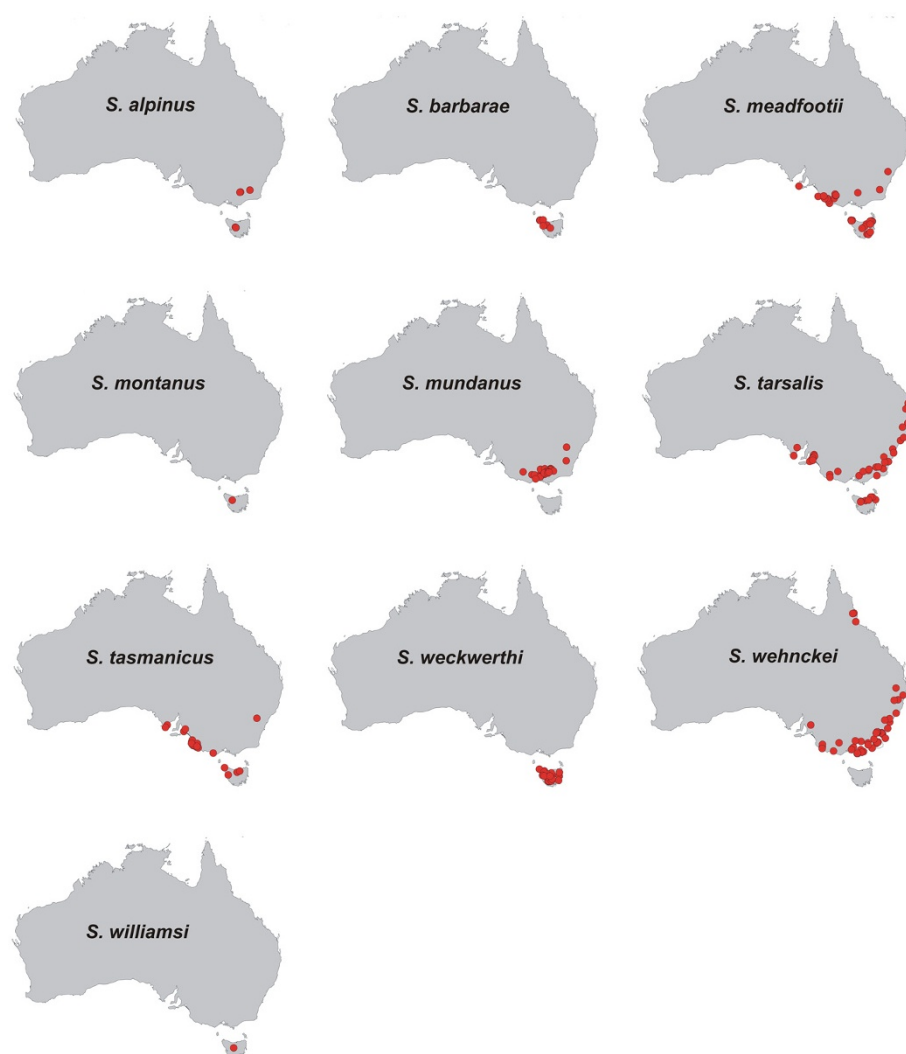 S. alpinus
S. barbarae
S. meadfootii
S. montanus
S. mundanus
S. tarsalis
S. tasmanicus
S. weckwerthi
S. wehnckei
S. williamsi